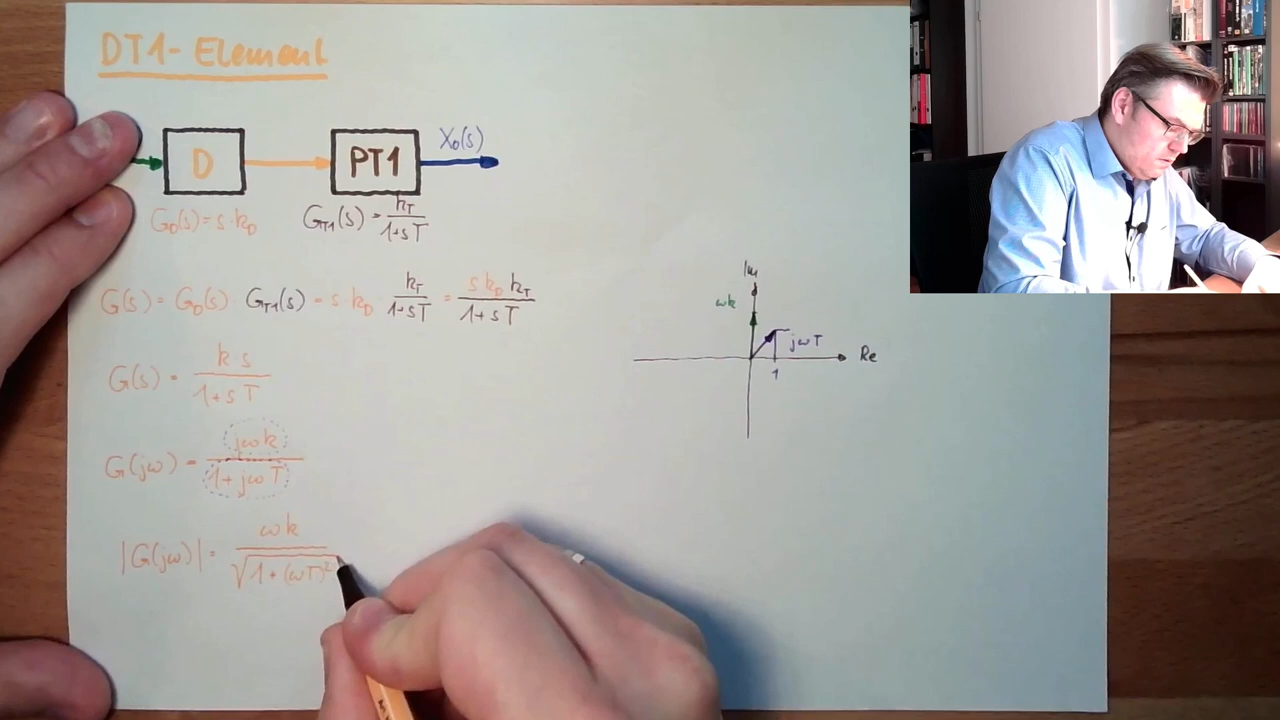 DT1-Element
D
PT1
X₀(s)
G_D(s)=s·k_D
G_T1(s) = k_T / 1+sT
G(s) = G_D(s) G_T1(s) = s·k_D k_T / 1+sT = s k_D k_T / 1+sT
G(s) = k s / 1+sT
G(jω) = jωk / 1+jωT
|G(jω)| = ωk / √1+(ωT)²
Im
ωk
jωT
Re
1